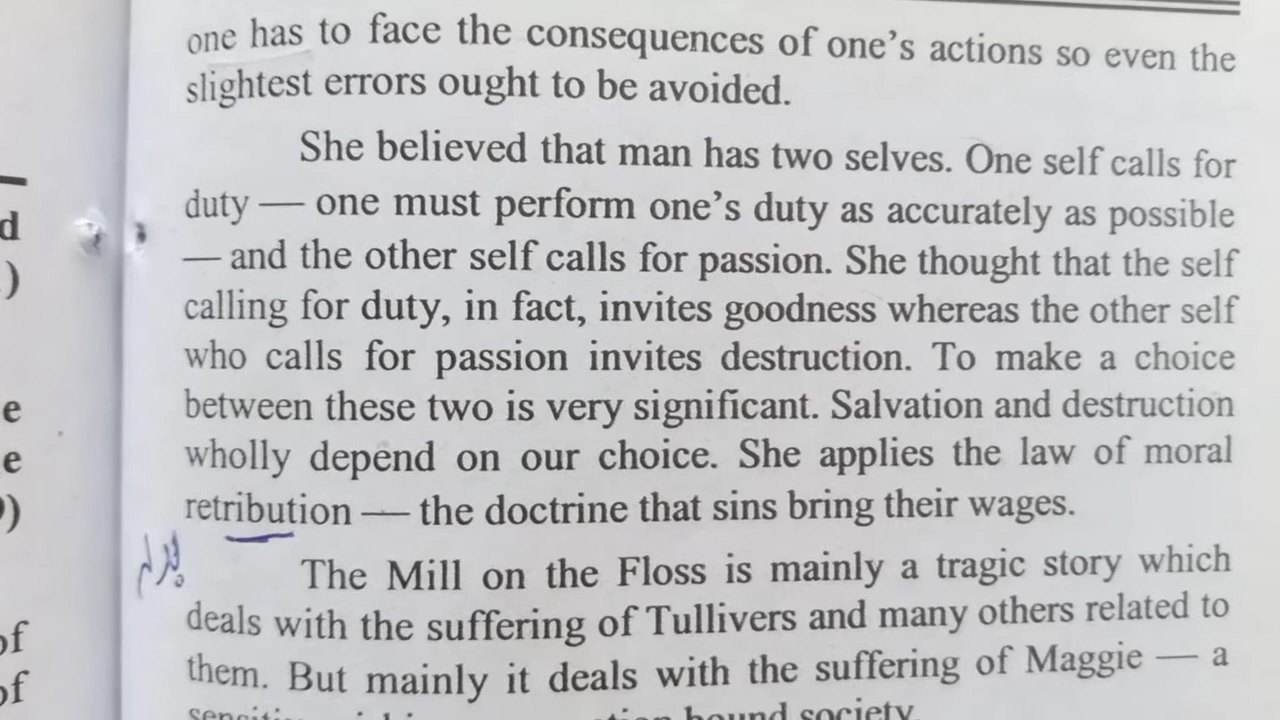 one has to face the consequences of one's actions so even the
slightest errors ought to be avoided.
She believed that man has two selves. One self calls for
duty — one must perform one's duty as accurately as possible
— and the other self calls for passion. She thought that the self
calling for duty, in fact, invites goodness whereas the other self
who calls for passion invites destruction. To make a choice
between these two is very significant. Salvation and destruction
wholly depend on our choice. She applies the law of moral
retribution — the doctrine that sins bring their wages.
The Mill on the Floss is mainly a tragic story which
deals with the suffering of Tullivers and many others related to
them. But mainly it deals with the suffering of Maggie — a
bound society.
d
)
e
e
)
of
of